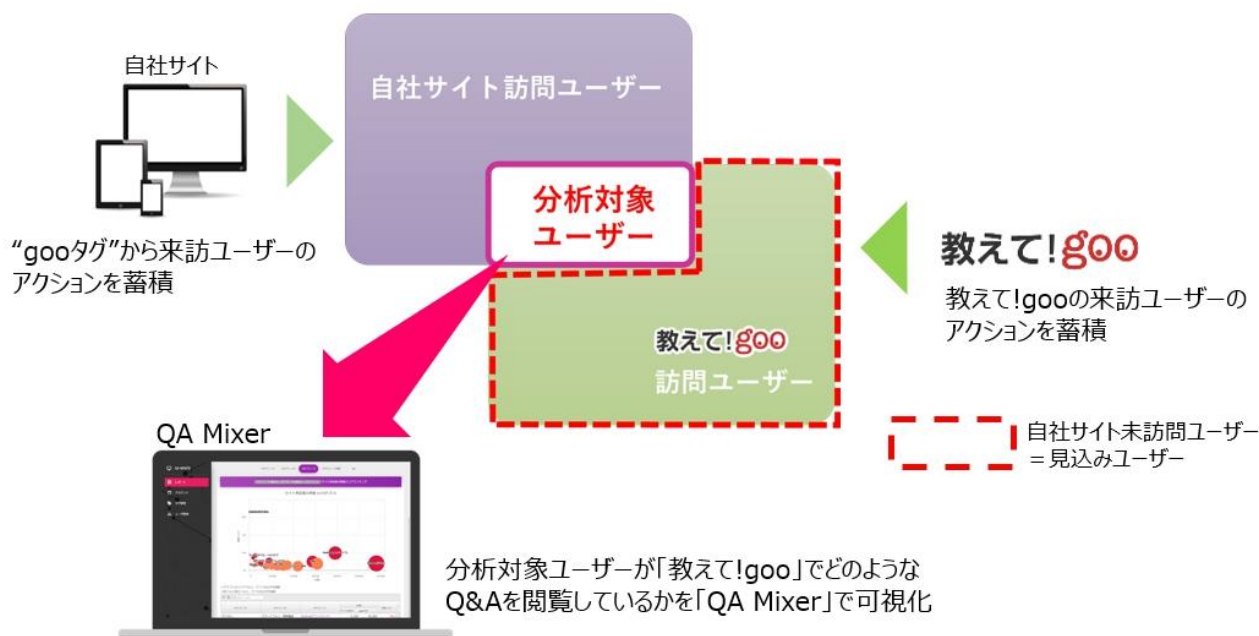 自社サイト
自社サイト訪問ユーザー
分析対象
ユーザー
“gooタグ”から来訪ユーザーの
アクションを蓄積
教えて!goo
教えて!gooの来訪ユーザーの
アクションを蓄積
教えて!goo
訪問ユーザー
自社サイト未訪問ユーザー
=見込みユーザー
QA Mixer
分析対象ユーザーが「教えて!goo」でどのような
Q&Aを閲覧しているかを「QA Mixer」で可視化